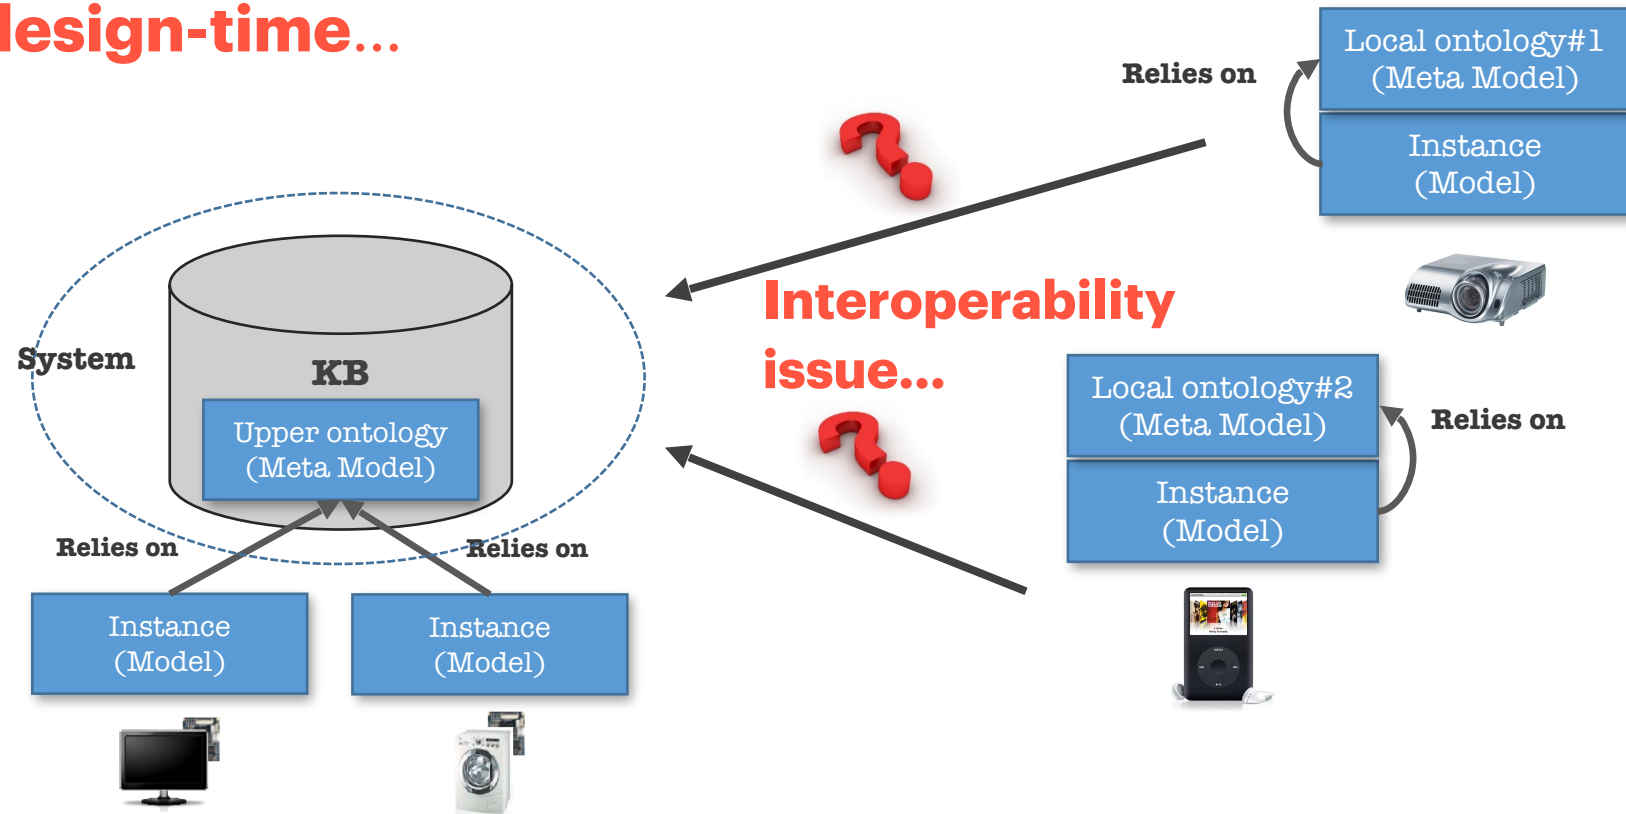 design-time...
Local ontology#1
(Meta Model)
Relies on
Instance
(Model)
Interoperability
issue...
System
KB
Upper ontology
(Meta Model)
Local ontology#2
(Meta Model)
Relies on
Instance
(Model)
Relies on
Relies on
Instance
(Model)
Instance
(Model)